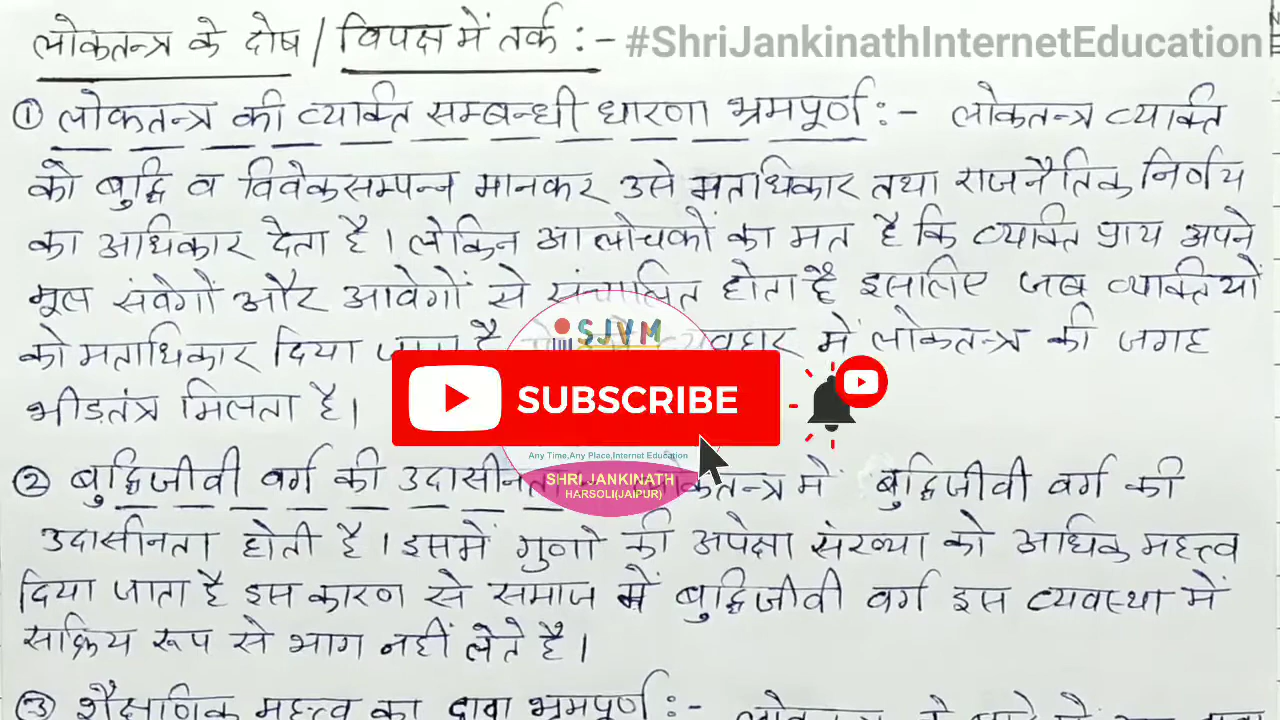 लोकतन्त्र के दोष / विपक्ष में तर्क :- #ShriJankinathInternetEducation
① लोकतन्त्र की व्यक्ति सम्बन्धी धारणा भ्रमपूर्ण :- लोकतन्त्र व्यक्ति
को बुद्धि व विवेकसम्पन्न मानकर उसे मताधिकार तथा राजनैतिक निर्णय
का अधिकार देता है। लेकिन आलोचकों का मत है कि व्यक्ति प्राय अपने
मूल संवेगों और आवेगों से संचालित होता है इसलिए जब व्यक्तियों
को मताधिकार दिया जाता है व्यवहार में लोकतन्त्र की जगह
भीड़तंत्र मिलता है।
SJVM
SUBSCRIBE
Any Time,Any Place,Internet Education
SHRI JANKINATH
HARSOLI(JAIPUR)
② बुद्धिजीवी वर्ग की उदासीनता लोकतन्त्र में बुद्धिजीवी वर्ग की
उदासीनता होती है। इसमें गुणो की अपेक्षा संख्या को अधिक महत्त्व
दिया जाता है इस कारण से समाज में बुद्धिजीवी वर्ग इस व्यवस्था में
सक्रिय रूप से भाग नहीं लेते है।
③ शैक्षणिक महत्त्व का दावा भ्रमपूर्ण :-